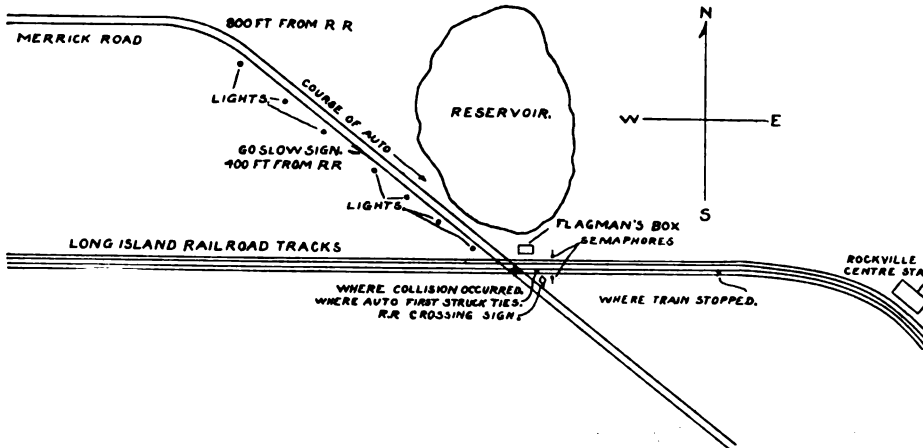 800 FT FROM R R
MERRICK ROAD
N
LIGHTS.
COURSE OF AUTO
RESERVOIR.
W
E
GO SLOW SIGN.
400 FT FROM RR
S
LIGHTS.
FLAGMAN'S BOX
SEMAPHORES
LONG ISLAND RAILROAD TRACKS
ROCKVILLE
CENTRE STA
WHERE COLLISION OCCURRED.
WHERE AUTO FIRST STRUCK TIES.
R.R CROSSING SIGN.
WHERE TRAIN STOPPED.